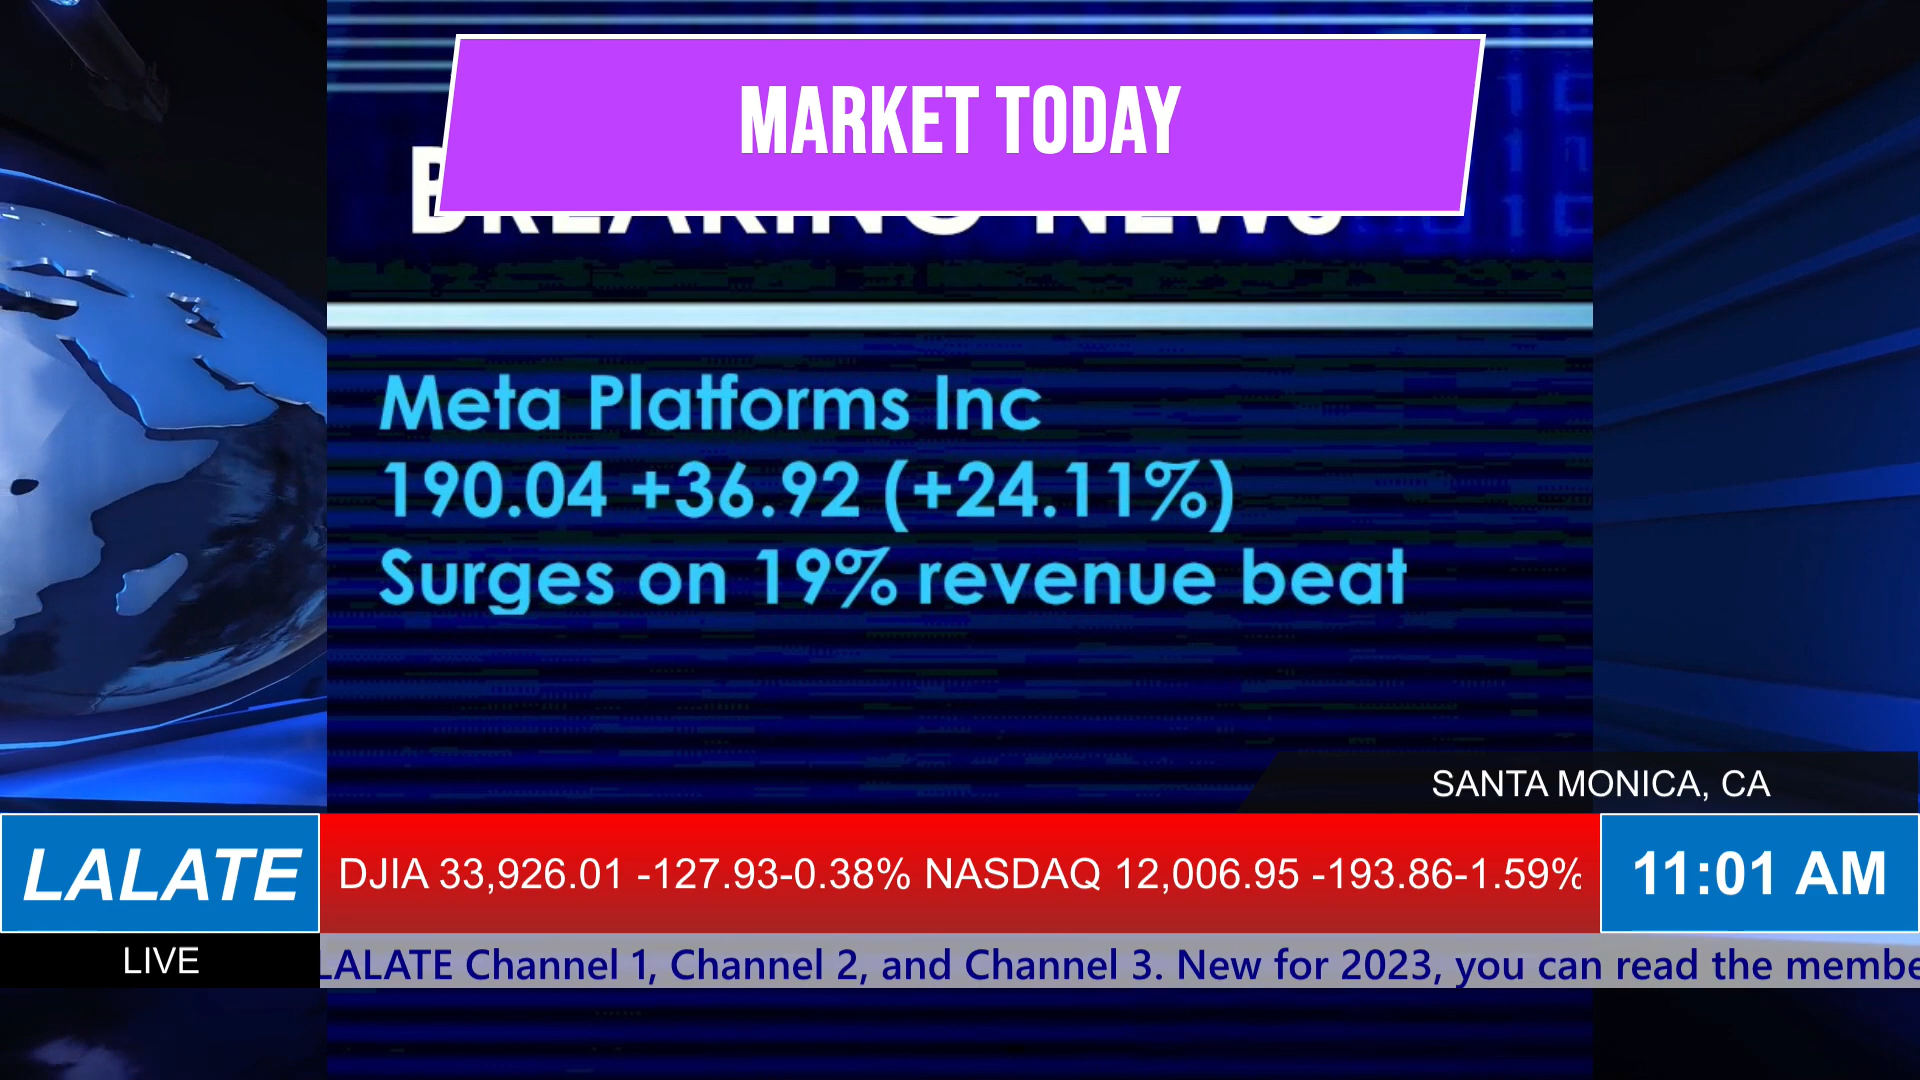 MARKET TODAY
BREAKING NEWS
Meta Platforms Inc
190.04 +36.92 (+24.11%)
Surges on 19% revenue beat
SANTA MONICA, CA
LALATE
DJIA 33,926.01 -127.93-0.38% NASDAQ 12,006.95 -193.86-1.59%
11:01 AM
LIVE
LALATE Channel 1, Channel 2, and Channel 3. New for 2023, you can read the membe